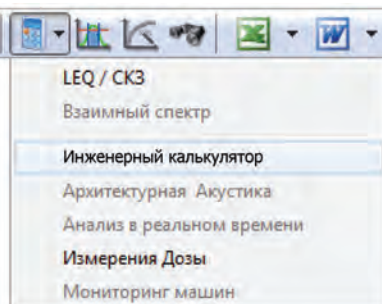 LEQ / СКЗ
Взаимный спектр
Инженерный калькулятор
Архитектурная Акустика
Анализ в реальном времени
Измерения Дозы
Мониторинг машин